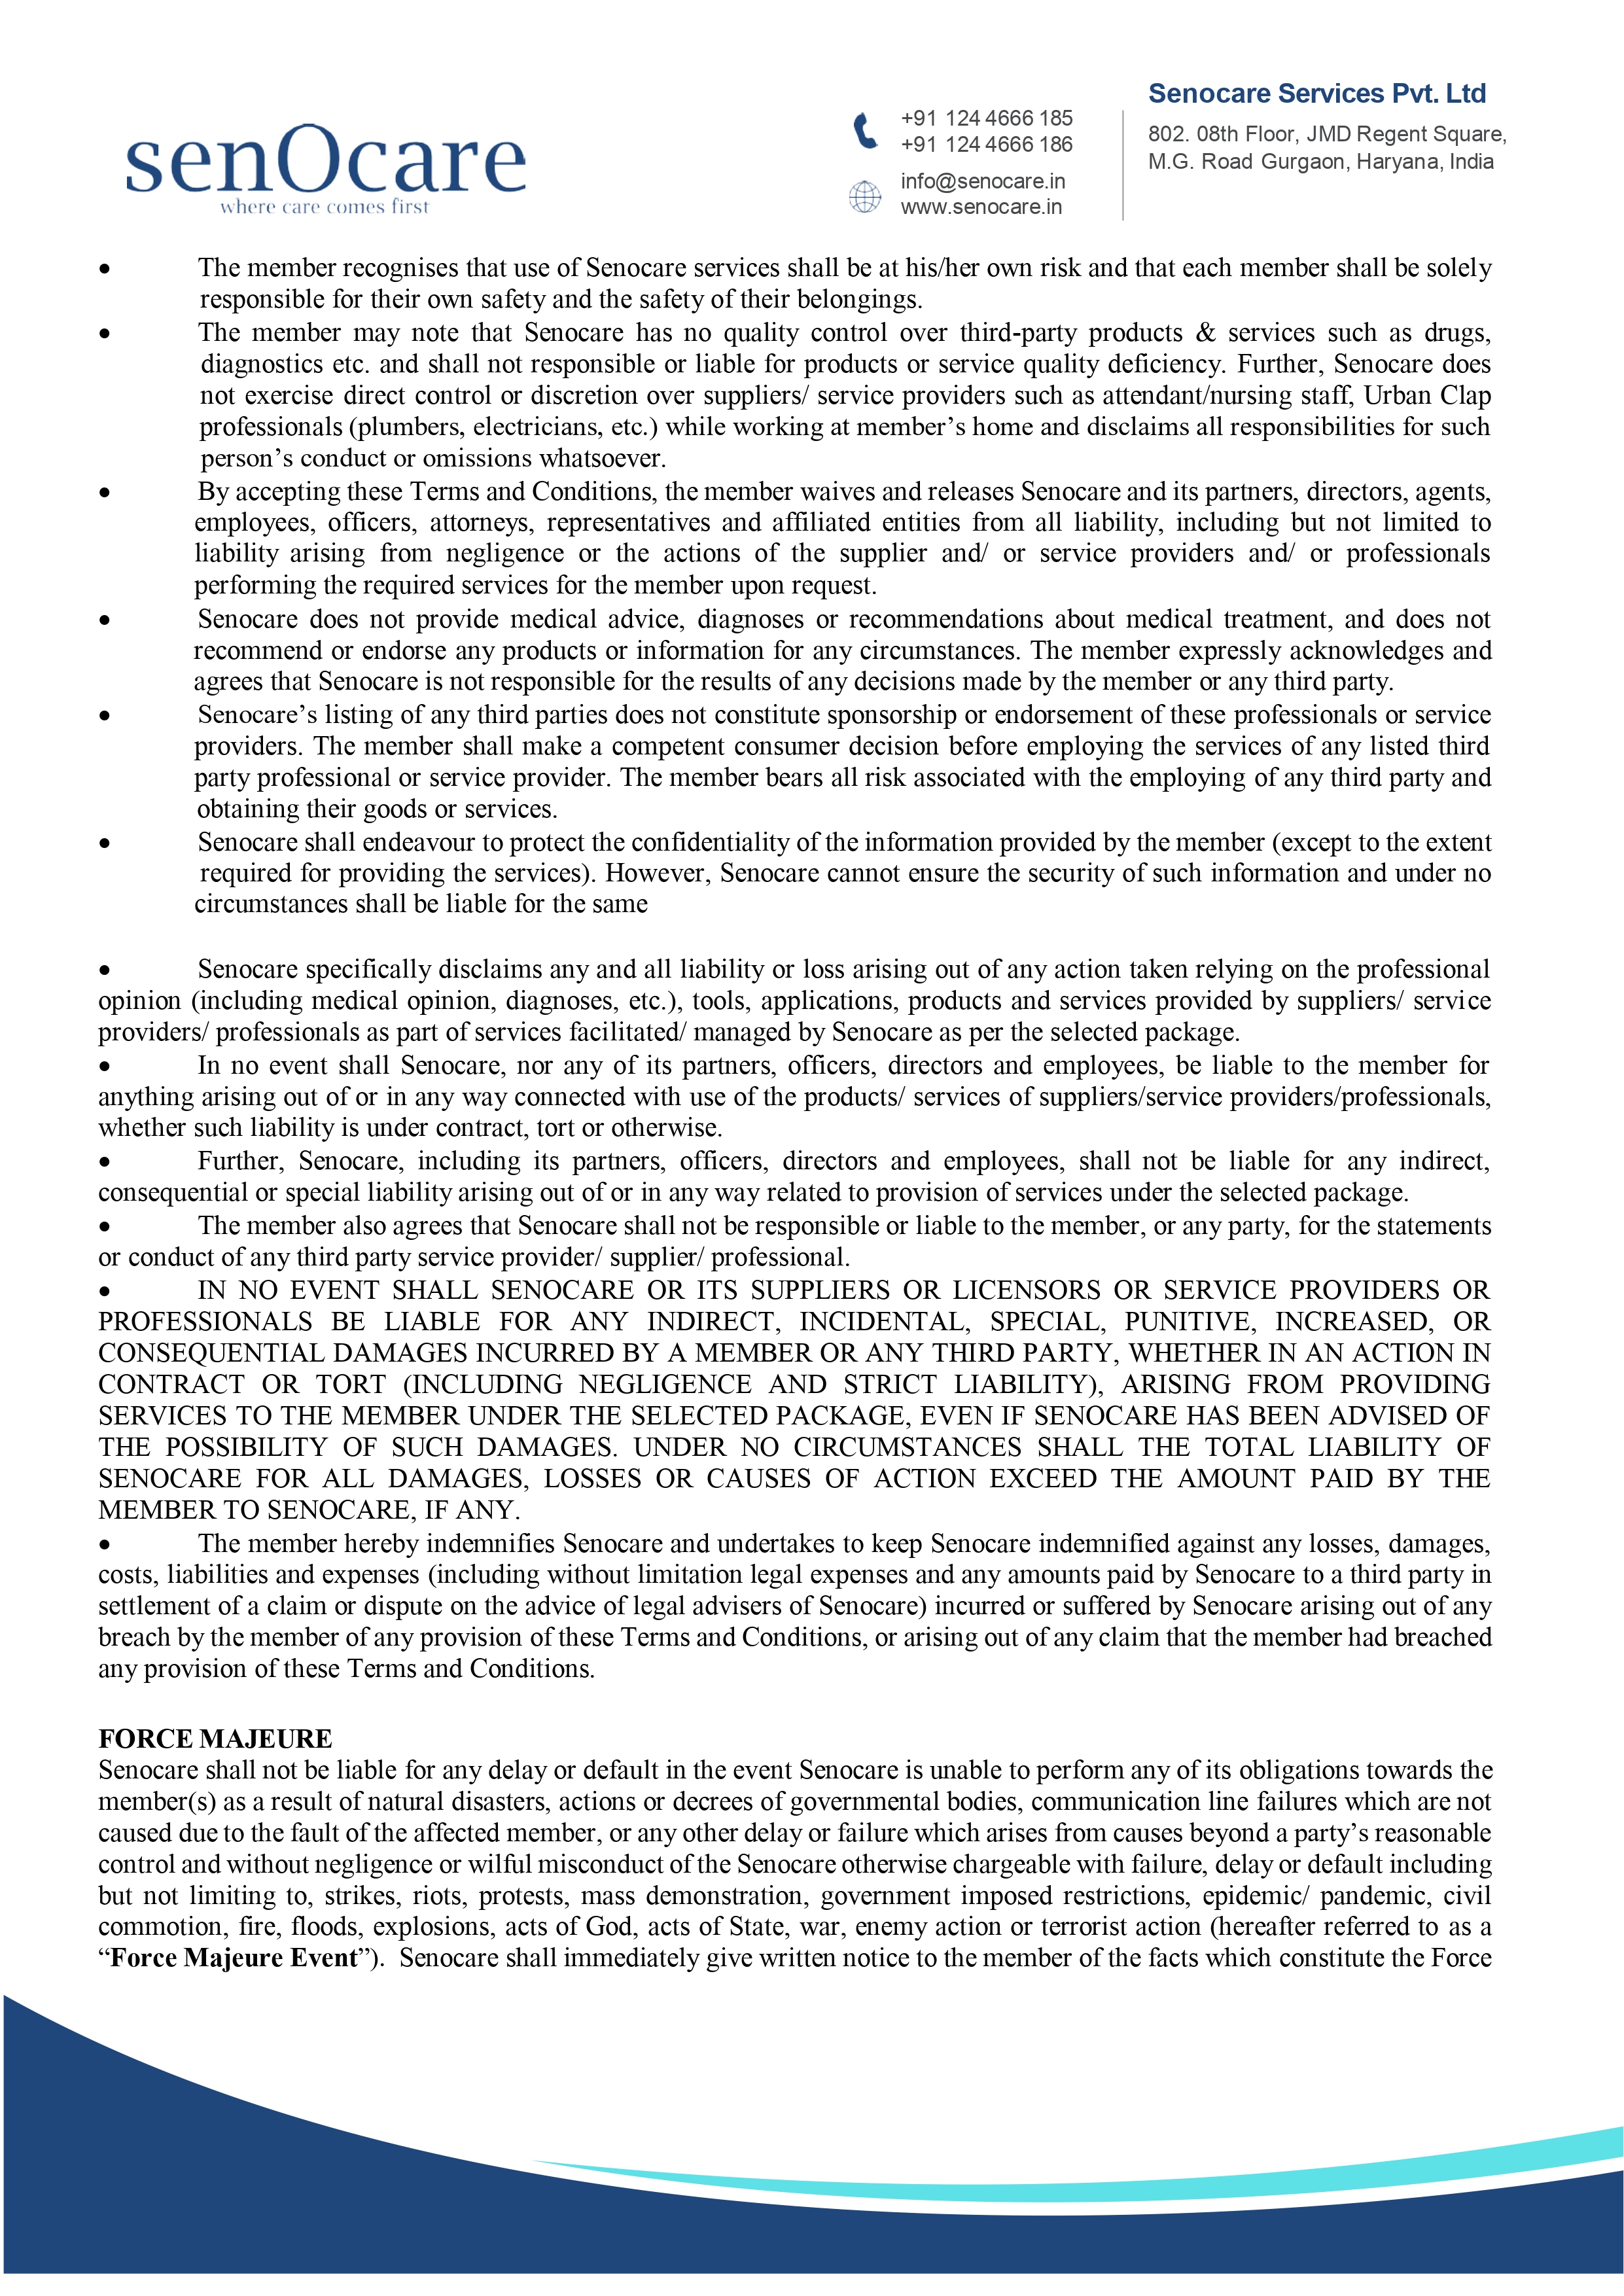 senOcare
where care comes first
+91 124 4666 185
+91 124 4666 186
info@senocare.in
www.senocare.in
Senocare Services Pvt. Ltd
802. 08th Floor, JMD Regent Square,
M.G. Road Gurgaon, Haryana, India
• The member recognises that use of Senocare services shall be at his/her own risk and that each member shall be solely
responsible for their own safety and the safety of their belongings.
• The member may note that Senocare has no quality control over third-party products & services such as drugs,
diagnostics etc. and shall not responsible or liable for products or service quality deficiency. Further, Senocare does
not exercise direct control or discretion over suppliers/ service providers such as attendant/nursing staff, Urban Clap
professionals (plumbers, electricians, etc.) while working at member’s home and disclaims all responsibilities for such
person’s conduct or omissions whatsoever.
• By accepting these Terms and Conditions, the member waives and releases Senocare and its partners, directors, agents,
employees, officers, attorneys, representatives and affiliated entities from all liability, including but not limited to
liability arising from negligence or the actions of the supplier and/ or service providers and/ or professionals
performing the required services for the member upon request.
• Senocare does not provide medical advice, diagnoses or recommendations about medical treatment, and does not
recommend or endorse any products or information for any circumstances. The member expressly acknowledges and
agrees that Senocare is not responsible for the results of any decisions made by the member or any third party.
• Senocare’s listing of any third parties does not constitute sponsorship or endorsement of these professionals or service
providers. The member shall make a competent consumer decision before employing the services of any listed third
party professional or service provider. The member bears all risk associated with the employing of any third party and
obtaining their goods or services.
• Senocare shall endeavour to protect the confidentiality of the information provided by the member (except to the extent
required for providing the services). However, Senocare cannot ensure the security of such information and under no
circumstances shall be liable for the same
• Senocare specifically disclaims any and all liability or loss arising out of any action taken relying on the professional
opinion (including medical opinion, diagnoses, etc.), tools, applications, products and services provided by suppliers/ service
providers/ professionals as part of services facilitated/ managed by Senocare as per the selected package.
• In no event shall Senocare, nor any of its partners, officers, directors and employees, be liable to the member for
anything arising out of or in any way connected with use of the products/ services of suppliers/service providers/professionals,
whether such liability is under contract, tort or otherwise.
• Further, Senocare, including its partners, officers, directors and employees, shall not be liable for any indirect,
consequential or special liability arising out of or in any way related to provision of services under the selected package.
• The member also agrees that Senocare shall not be responsible or liable to the member, or any party, for the statements
or conduct of any third party service provider/ supplier/ professional.
• IN NO EVENT SHALL SENOCARE OR ITS SUPPLIERS OR LICENSORS OR SERVICE PROVIDERS OR
PROFESSIONALS BE LIABLE FOR ANY INDIRECT, INCIDENTAL, SPECIAL, PUNITIVE, INCREASED, OR
CONSEQUENTIAL DAMAGES INCURRED BY A MEMBER OR ANY THIRD PARTY, WHETHER IN AN ACTION IN
CONTRACT OR TORT (INCLUDING NEGLIGENCE AND STRICT LIABILITY), ARISING FROM PROVIDING
SERVICES TO THE MEMBER UNDER THE SELECTED PACKAGE, EVEN IF SENOCARE HAS BEEN ADVISED OF
THE POSSIBILITY OF SUCH DAMAGES. UNDER NO CIRCUMSTANCES SHALL THE TOTAL LIABILITY OF
SENOCARE FOR ALL DAMAGES, LOSSES OR CAUSES OF ACTION EXCEED THE AMOUNT PAID BY THE
MEMBER TO SENOCARE, IF ANY.
• The member hereby indemnifies Senocare and undertakes to keep Senocare indemnified against any losses, damages,
costs, liabilities and expenses (including without limitation legal expenses and any amounts paid by Senocare to a third party in
settlement of a claim or dispute on the advice of legal advisers of Senocare) incurred or suffered by Senocare arising out of any
breach by the member of any provision of these Terms and Conditions, or arising out of any claim that the member had breached
any provision of these Terms and Conditions.
FORCE MAJEURE
Senocare shall not be liable for any delay or default in the event Senocare is unable to perform any of its obligations towards the
member(s) as a result of natural disasters, actions or decrees of governmental bodies, communication line failures which are not
caused due to the fault of the affected member, or any other delay or failure which arises from causes beyond a party’s reasonable
control and without negligence or wilful misconduct of the Senocare otherwise chargeable with failure, delay or default including
but not limiting to, strikes, riots, protests, mass demonstration, government imposed restrictions, epidemic/ pandemic, civil
commotion, fire, floods, explosions, acts of God, acts of State, war, enemy action or terrorist action (hereafter referred to as a
“Force Majeure Event”). Senocare shall immediately give written notice to the member of the facts which constitute the Force